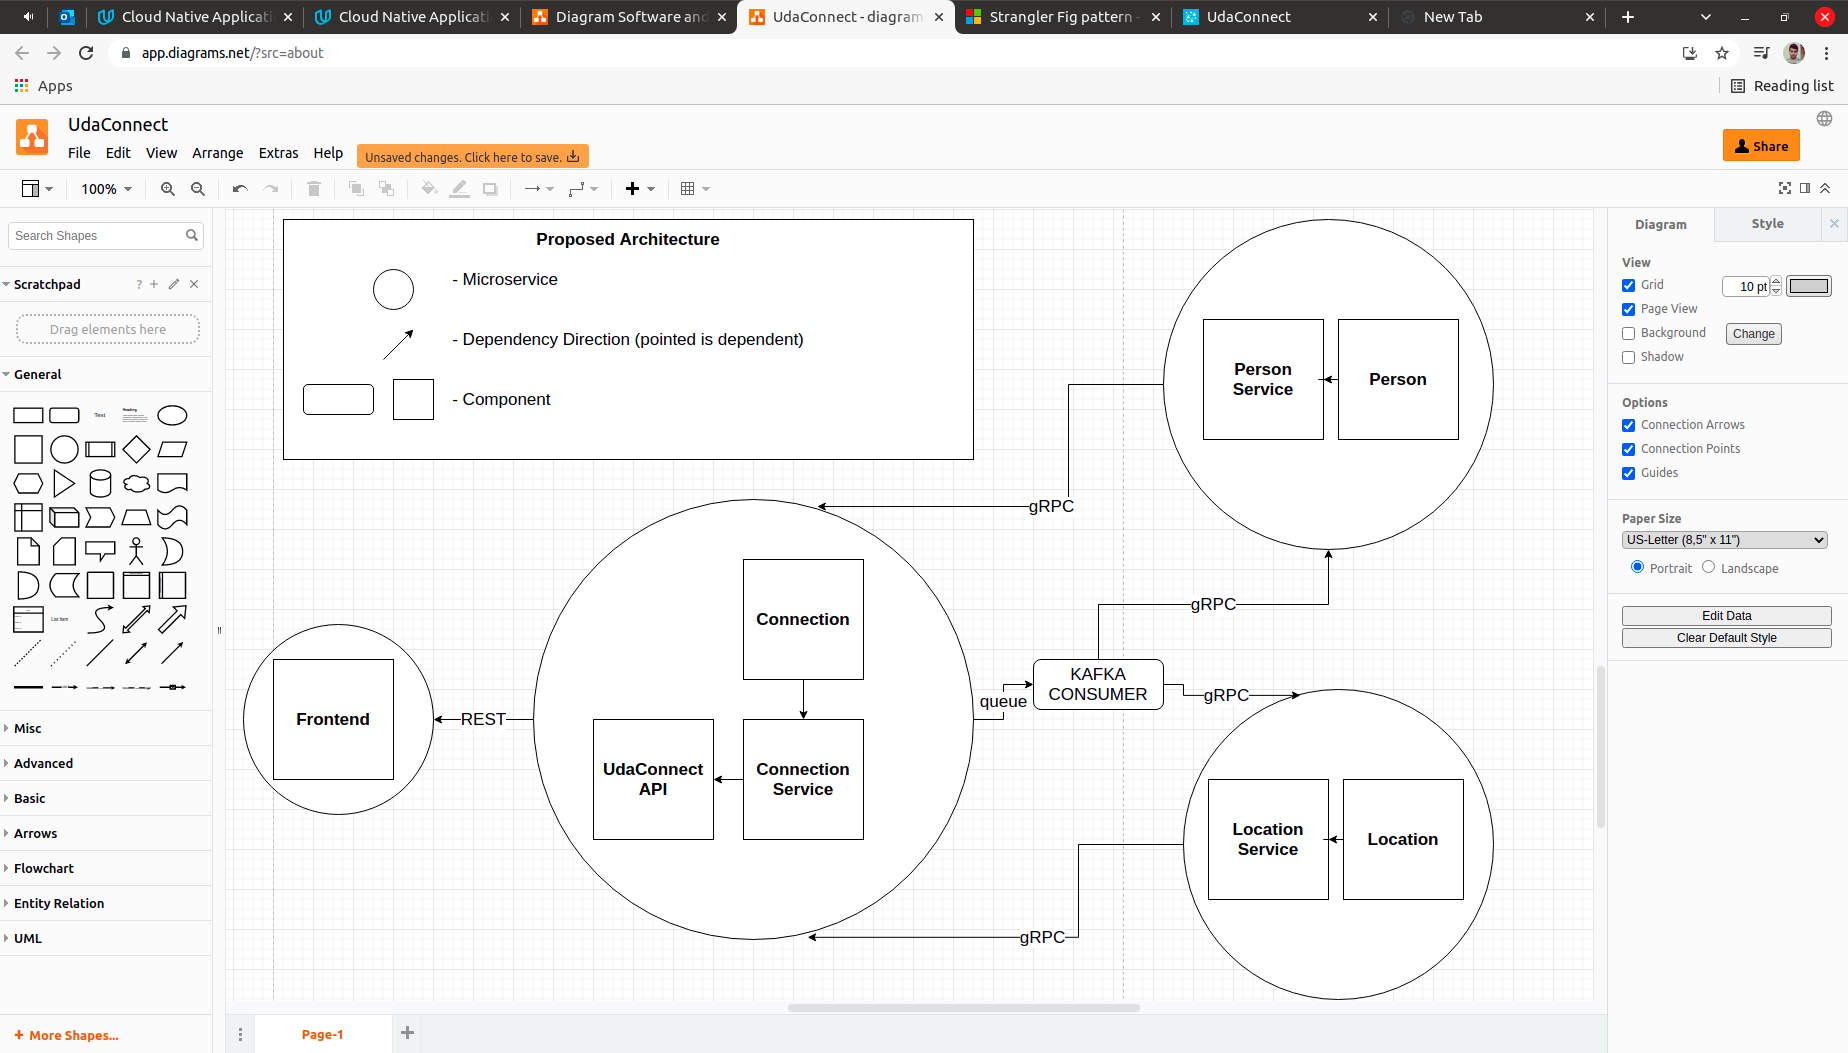 Cloud Native Applicati
Cloud Native Applicati
Diagram Software and
UdaConnect - diagram
Strangler Fig pattern -
UdaConnect
New Tab
app.diagrams.net/?src=about
Apps
Reading list
UdaConnect
File Edit View Arrange Extras Help
Unsaved changes. Click here to save.
Share
100%
Search Shapes
Scratchpad
?
Drag elements here
General
Text
Heading
List Item
Misc
Advanced
Basic
Arrows
Flowchart
Entity Relation
UML
+ More Shapes...
Proposed Architecture
- Microservice
- Dependency Direction (pointed is dependent)
- Component
Person
Service
Person
gRPC
gRPC
Connection
KAFKA
CONSUMER
queue
gRPC
Frontend
REST
UdaConnect
API
Connection
Service
Location
Service
Location
gRPC
Page-1
Diagram
Style
View
Grid
10 pt
Page View
Background
Change
Shadow
Options
Connection Arrows
Connection Points
Guides
Paper Size
US-Letter (8,5" x 11")
Portrait
Landscape
Edit Data
Clear Default Style